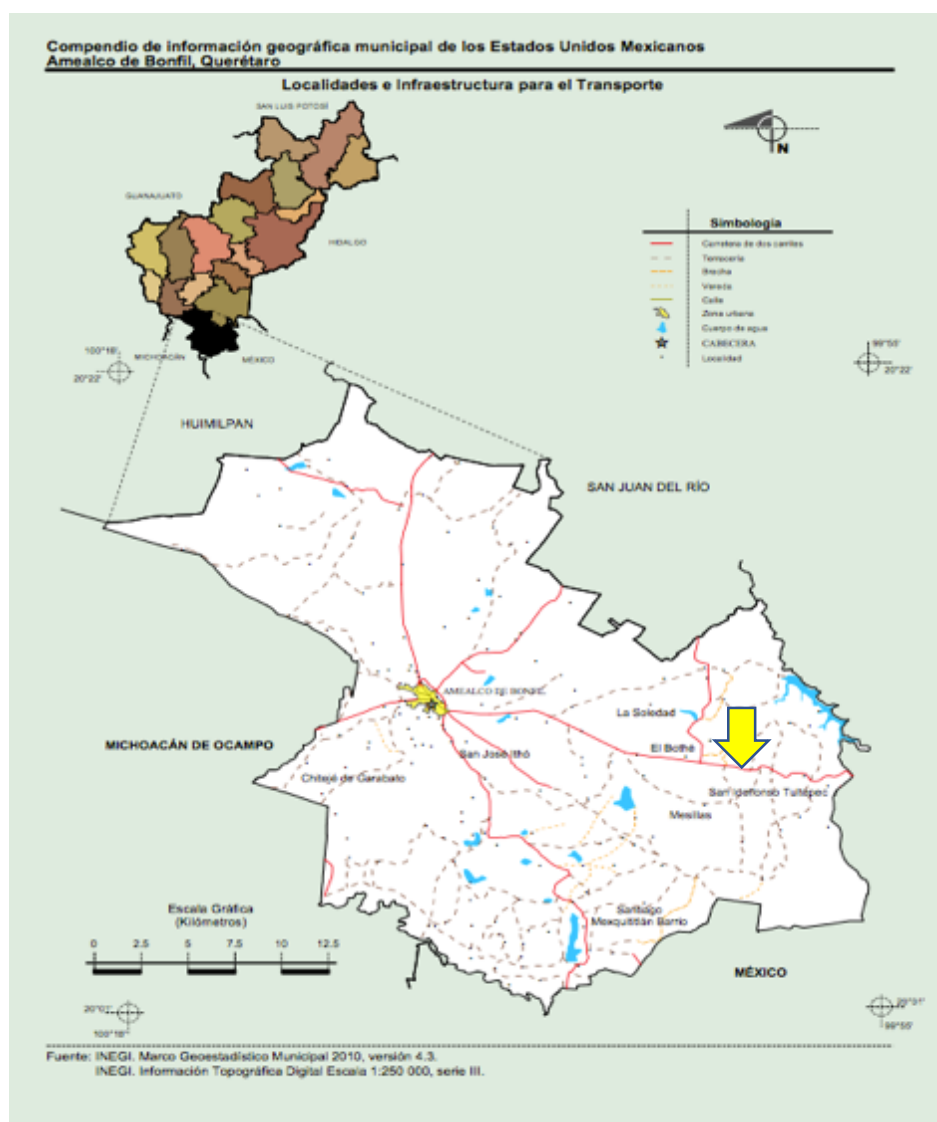 Compendio de información geográfica municipal de los Estados Unidos Mexicanos
Amealco de Bonfil, Querétaro
Localidades e Infraestructura para el Transporte
SAN LUIS POTOSÍ
GUANAJUATO
HIDALGO
MICHOACÁN
MÉXICO
N
Simbología
Carretera de dos carriles
Terracería
Brecha
Vereda
Calle
Zona urbana
Cuerpo de agua
CABECERA
Localidad
100°18'
20°22'
99°55'
20°22'
HUIMILPAN
SAN JUAN DEL RÍO
AMEALCO DE BONFIL
La Soledad
MICHOACÁN DE OCAMPO
El Bothé
San José Ithó
Chitejé de Garabato
San Ildefonso Tultepec
Mesillas
Escala Gráfica
(Kilómetros)
0 2.5 5 7.5 10 12.5
Santiago
Mexquititlán Barrio
MÉXICO
20°01'
100°18'
20°01'
99°55'
Fuente: INEGI. Marco Geoestadístico Municipal 2010, versión 4.3.
INEGI. Información Topográfica Digital Escala 1:250 000, serie III.